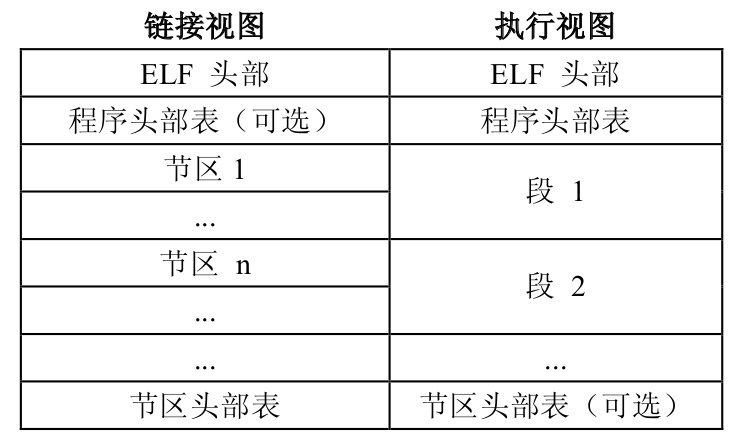 链接视图 执行视图
ELF 头部 ELF 头部
程序头部表（可选） 程序头部表
节区 1
段 1
...
节区 n
段 2
...
... ...
节区头部表 节区头部表（可选）